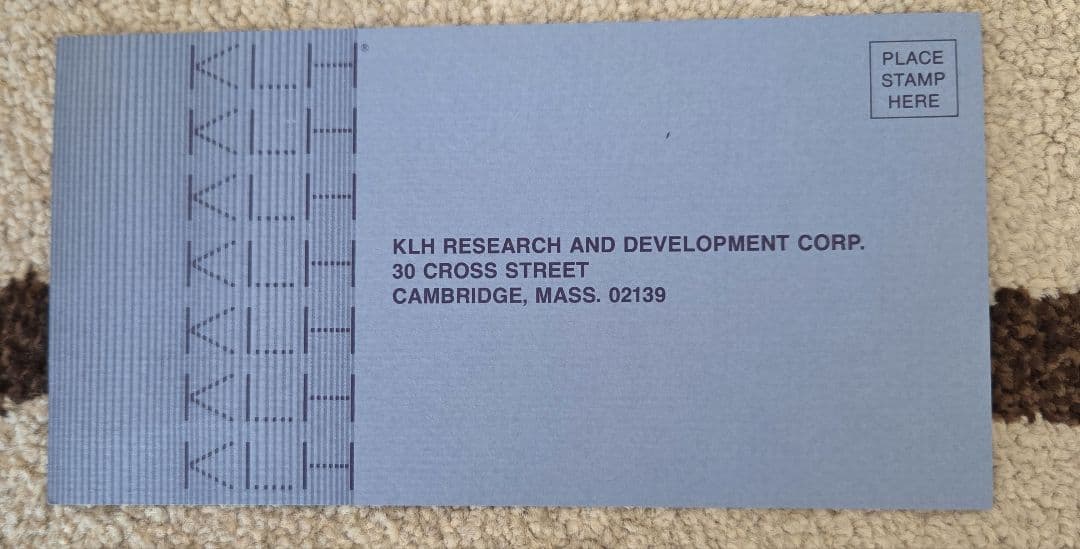 KLH®
KLH
KLH
KLH
KLH
KLH
KLH
PLACE
STAMP
HERE
KLH RESEARCH AND DEVELOPMENT CORP.
30 CROSS STREET
CAMBRIDGE, MASS. 02139